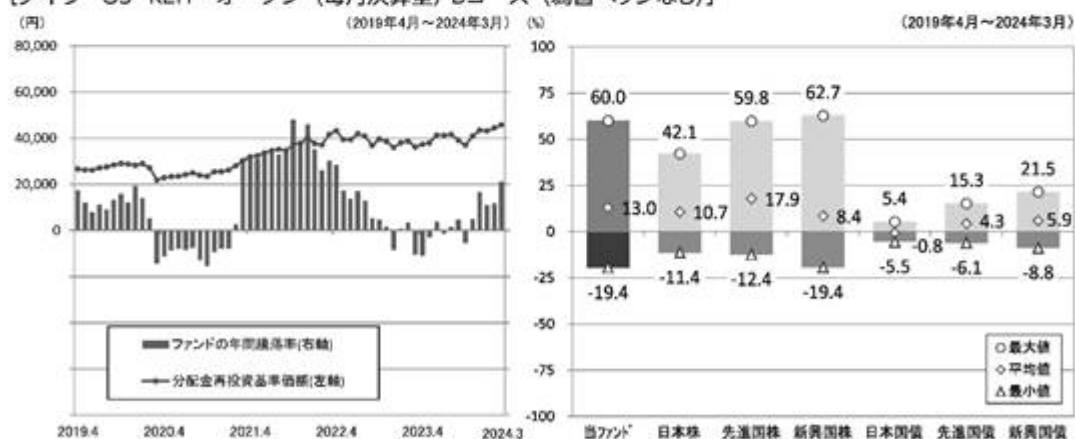 (円)
(2019年4月～2024年3月)
80,000
60,000
40,000
20,000
0
ファンドの年間騰落率(右軸)
分配金再投資基準価額(左軸)
2019.4 2020.4 2021.4 2022.4 2023.4 2024.3
(%)
(2019年4月～2024年3月)
100
75
50
25
0
-25
-50
-75
-100
60.0 42.1 59.8 62.7 5.4 15.3 21.5
13.0 10.7 17.9 8.4 -0.8 4.3 5.9
-19.4 -11.4 -12.4 -19.4 -5.5 -6.1 -8.8
最大値
平均値
最小値
当ファンド 日本株 先進国株 新興国株 日本国債 先進国債 新興国債